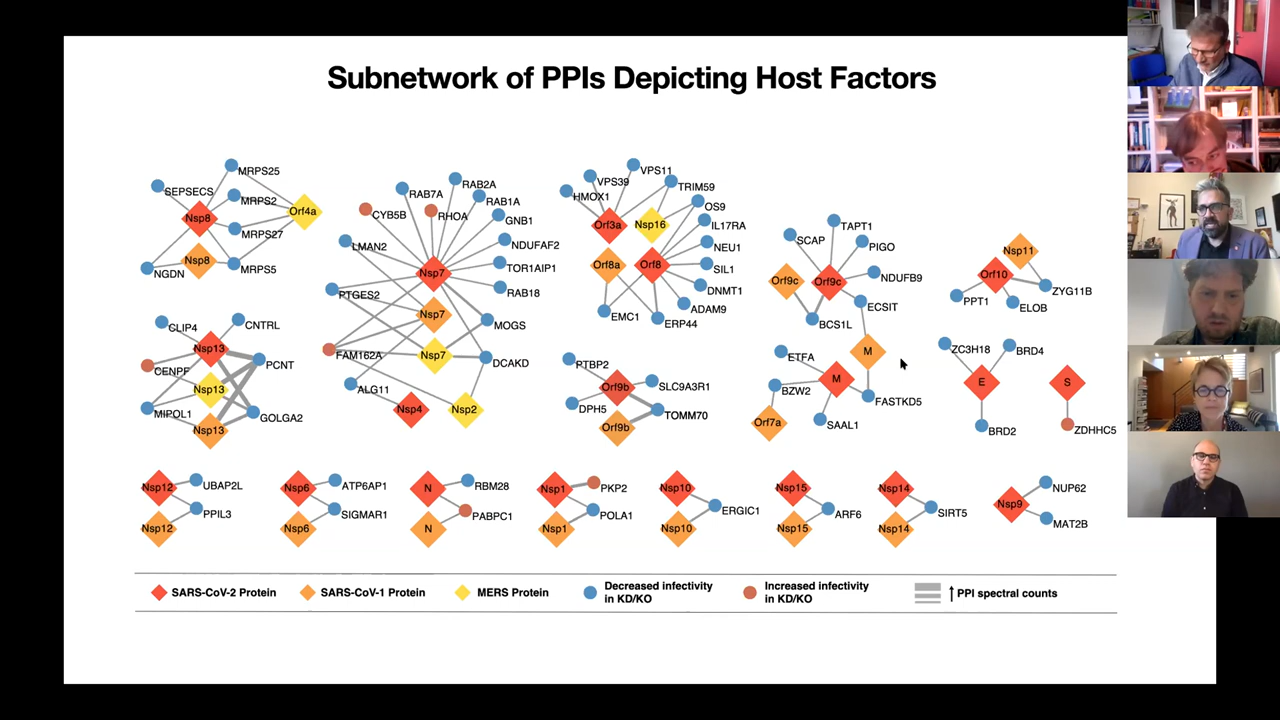 Subnetwork of PPIs Depicting Host Factors
MRPS25
SEPSECS
MRPS2
Nsp8
Orf4a
MRPS27
Nsp8
NGDN
MRPS5
RAB7A
RAB2A
RAB1A
CYB5B
RHOA
GNB1
LMAN2
NDUFAF2
Nsp7
TOR1AIP1
PTGES2
RAB18
Nsp7
MOGS
FAM162A
Nsp7
DCAKD
ALG11
Nsp4
Nsp2
VPS11
VPS39
TRIM59
HMOX1
OS9
Orf3a
Nsp16
IL17RA
NEU1
Orf8a
Orf8
SIL1
DNMT1
ADAM9
EMC1
ERP44
TAPT1
SCAP
PIGO
Orf9c
Orf9c
NDUFB9
ECSIT
BCS1L
M
ETFA
M
BZW2
FASTKD5
Orf7a
SAAL1
Nsp11
Orf10
ZYG11B
PPT1
ELOB
CLIP4
CNTRL
Nsp13
PCNT
CENPF
Nsp13
MIPOL1
GOLGA2
Nsp13
PTBP2
Orf9b
SLC9A3R1
DPH5
TOMM70
Orf9b
ZC3H18
BRD4
E
BRD2
S
ZDHHC5
Nsp12
UBAP2L
PPIL3
Nsp12
Nsp6
ATP6AP1
SIGMAR1
Nsp6
N
RBM28
PABPC1
N
Nsp1
PKP2
POLA1
Nsp1
Nsp10
ERGIC1
Nsp10
Nsp15
ARF6
Nsp15
Nsp14
SIRT5
Nsp14
Nsp9
NUP62
MAT2B
SARS-CoV-2 Protein
SARS-CoV-1 Protein
MERS Protein
Decreased infectivity
in KD/KO
Increased infectivity
in KD/KO
↑ PPI spectral counts